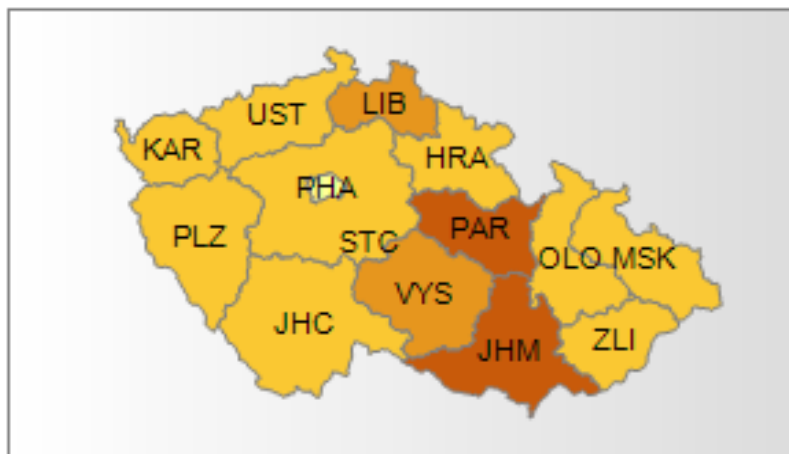 LIB
UST
KAR
HRA
PHA
PAR
PLZ
STC
OLO
MSK
VYS
JHC
ZLI
JHM